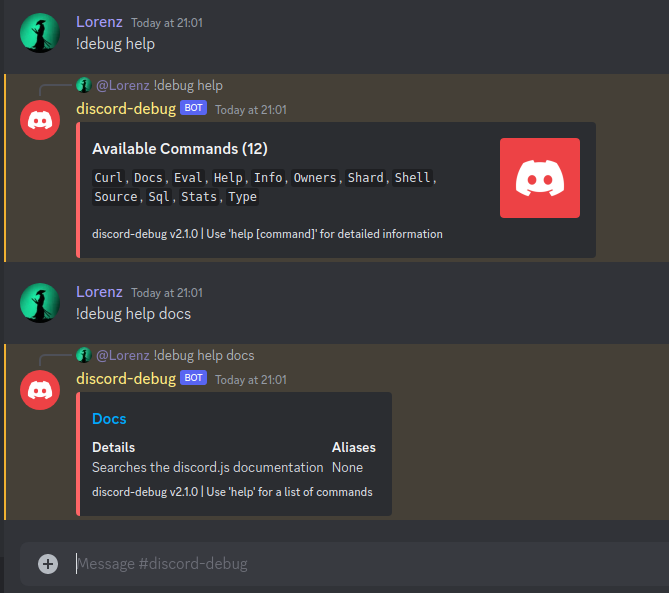 Lorenz Today at 21:01
!debug help
@Lorenz !debug help
discord-debug BOT Today at 21:01
Available Commands (12)
Curl, Docs, Eval, Help, Info, Owners, Shard, Shell,
Source, Sql, Stats, Type
discord-debug v2.1.0 | Use 'help [command]' for detailed information
Lorenz Today at 21:01
!debug help docs
@Lorenz !debug help docs
discord-debug BOT Today at 21:01
Docs
Details Aliases
Searches the discord.js documentation None
discord-debug v2.1.0 | Use 'help' for a list of commands
Message #discord-debug